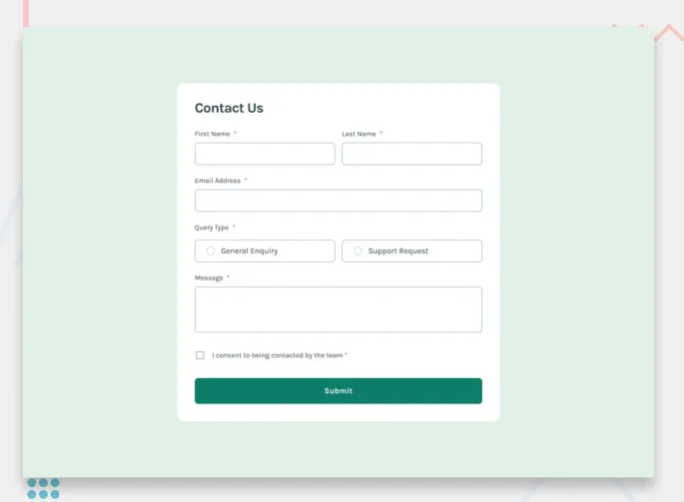 Contact Us
First Name *
Last Name *
Email Address *
Query Type *
General Enquiry
Support Request
Message *
I consent to being contacted by the team *
Submit